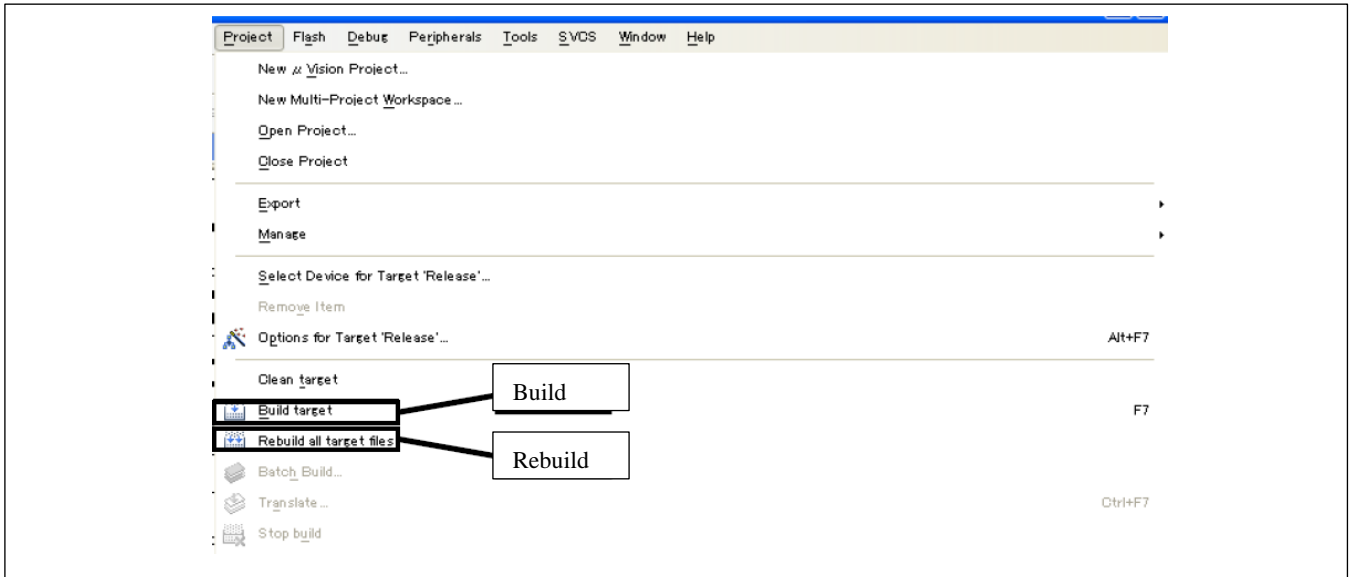 Project Flash Debug Peripherals Tools SVCS Window Help
New μ Vision Project...
New Multi-Project Workspace...
Open Project...
Close Project
Export
Manage
Select Device for Target 'Release'...
Remove Item
Options for Target 'Release'... Alt+F7
Clean target
Build
Build target F7
Rebuild all target files
Rebuild
Batch Build...
Translate... Ctrl+F7
Stop build